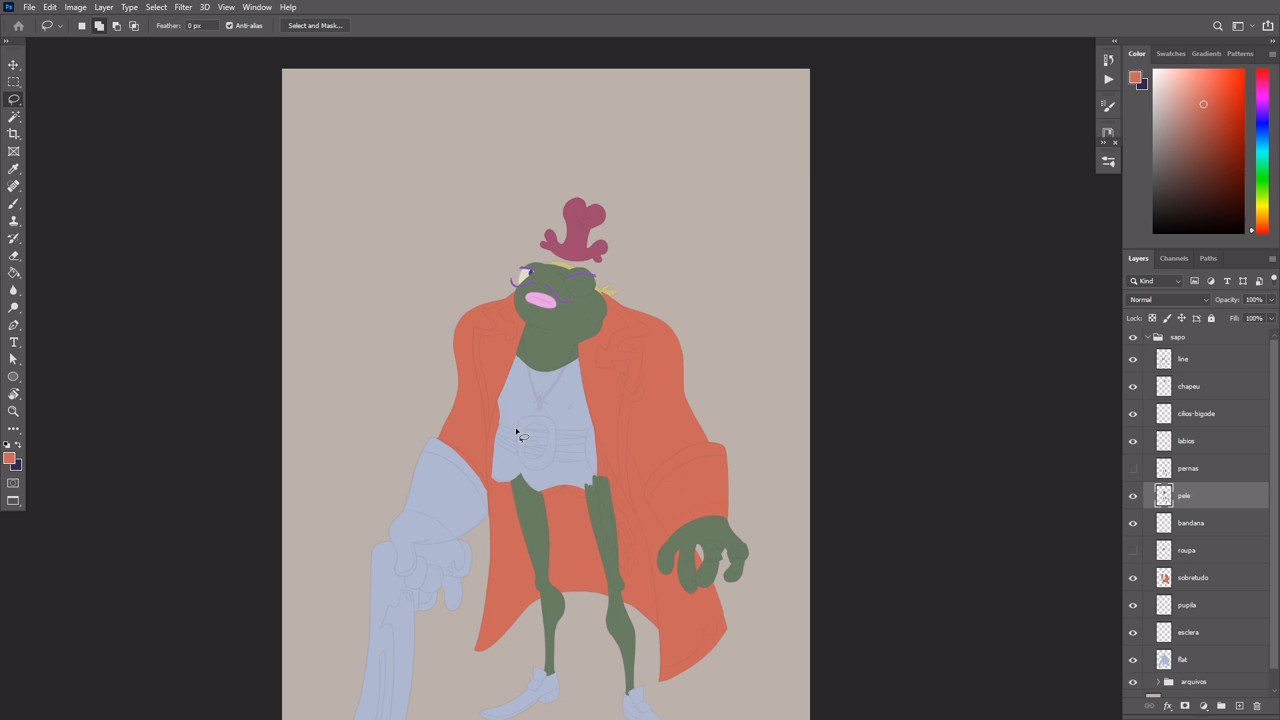 Ps File Edit Image Layer Type Select Filter 3D View Window Help
Feather: 0 px Anti-alias Select and Mask...
Color Swatches Gradients Patterns
Layers Channels Paths
Kind
Normal Opacity: 100%
Lock: Fill: 100%
sapo
line
chapeu
cilios-bigode
labios
pernas
pele
bandana
roupa
sobretudo
pupila
esclera
flat
arquivos
fx